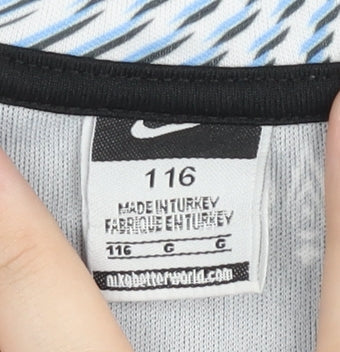 116
MADE IN TURKEY
FABRIQUE EN TURKEY
116 G G
nikebetterworld.com